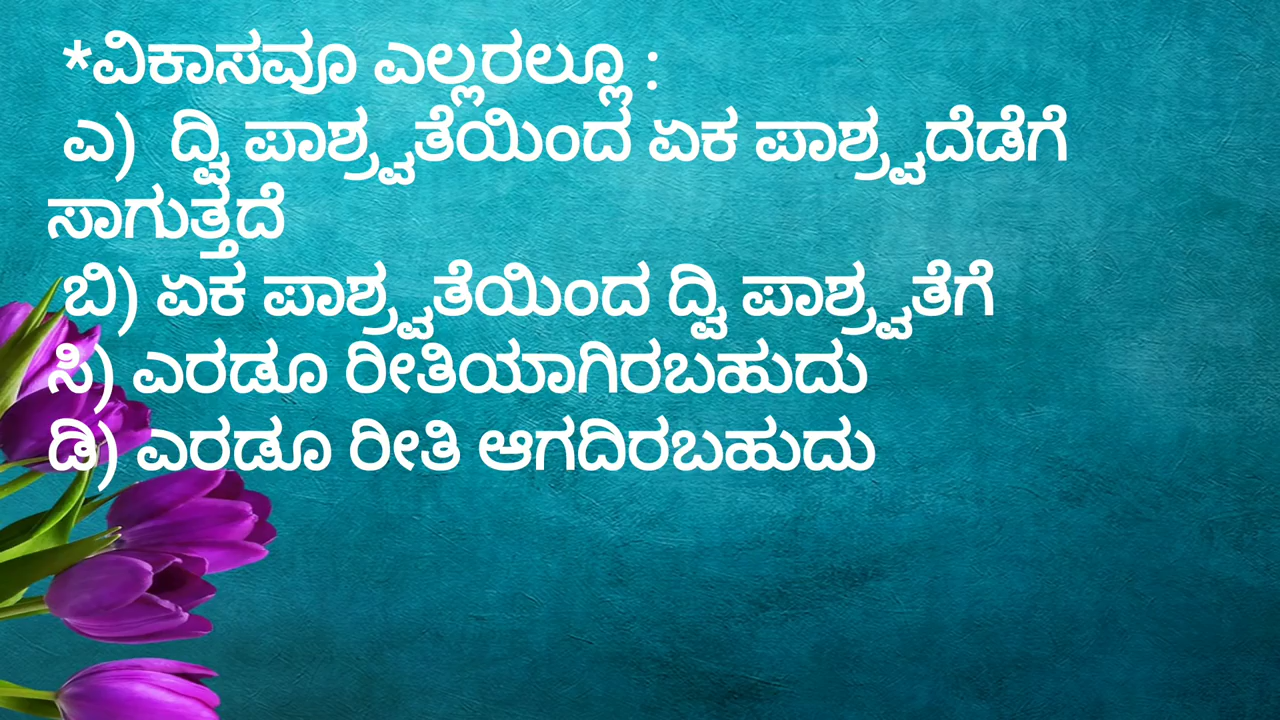 *ವಿಕಾಸವೂ ಎಲ್ಲರಲ್ಲೂ :
ಎ) ದ್ವಿ ಪಾಶ್ರ್ವತೆಯಿಂದ ಏಕ ಪಾಶ್ರ್ವದೆಡೆಗೆ
ಸಾಗುತ್ತದೆ
ಬಿ) ಏಕ ಪಾಶ್ರ್ವತೆಯಿಂದ ದ್ವಿ ಪಾಶ್ರ್ವತೆಗೆ
ಸಿ) ಎರಡೂ ರೀತಿಯಾಗಿರಬಹುದು
ಡಿ) ಎರಡೂ ರೀತಿ ಆಗದಿರಬಹುದು